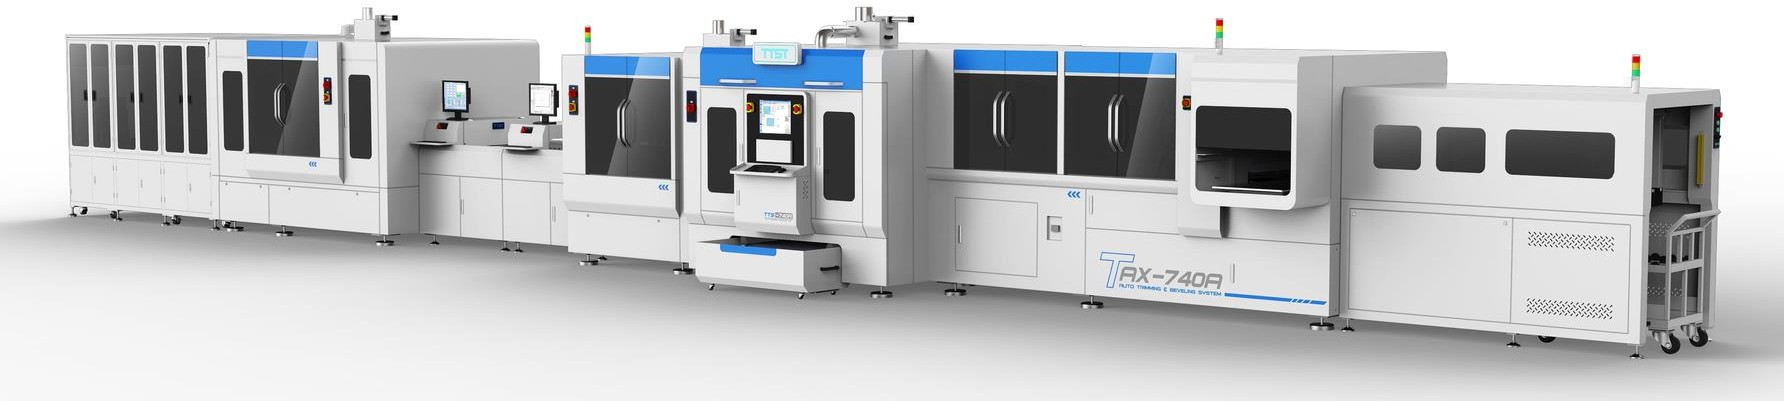 TTST
TAX-740A
AUTO TRIMMING & BEVELING SYSTEM